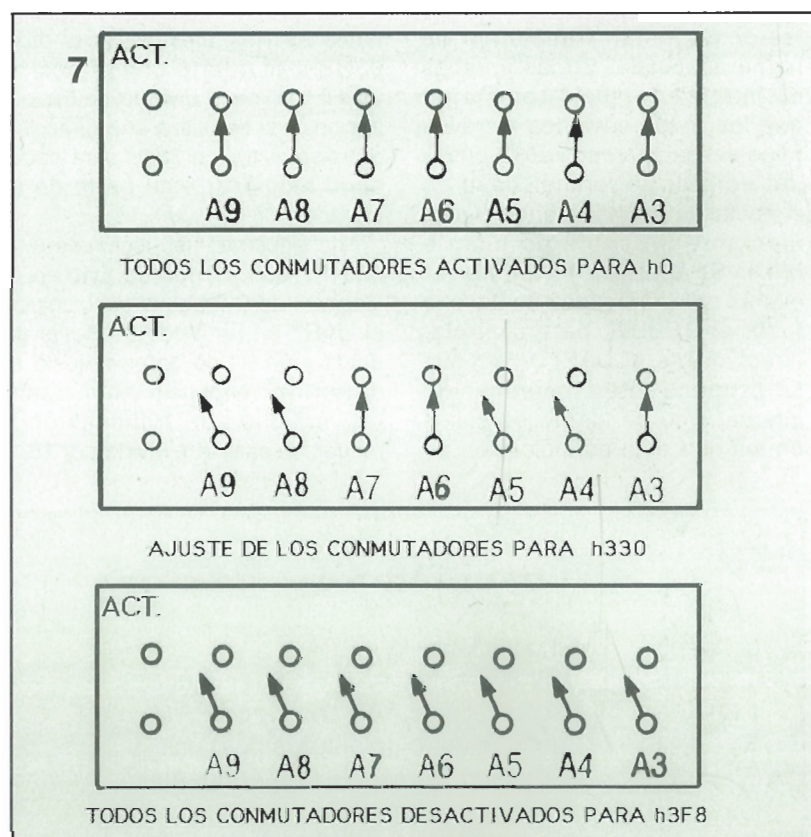 7
ACT.
A9 A8 A7 A6 A5 A4 A3
TODOS LOS CONMUTADORES ACTIVADOS PARA h0
ACT.
A9 A8 A7 A6 A5 A4 A3
AJUSTE DE LOS CONMUTADORES PARA h330
ACT.
A9 A8 A7 A6 A5 A4 A3
TODOS LOS CONMUTADORES DESACTIVADOS PARA h3F8